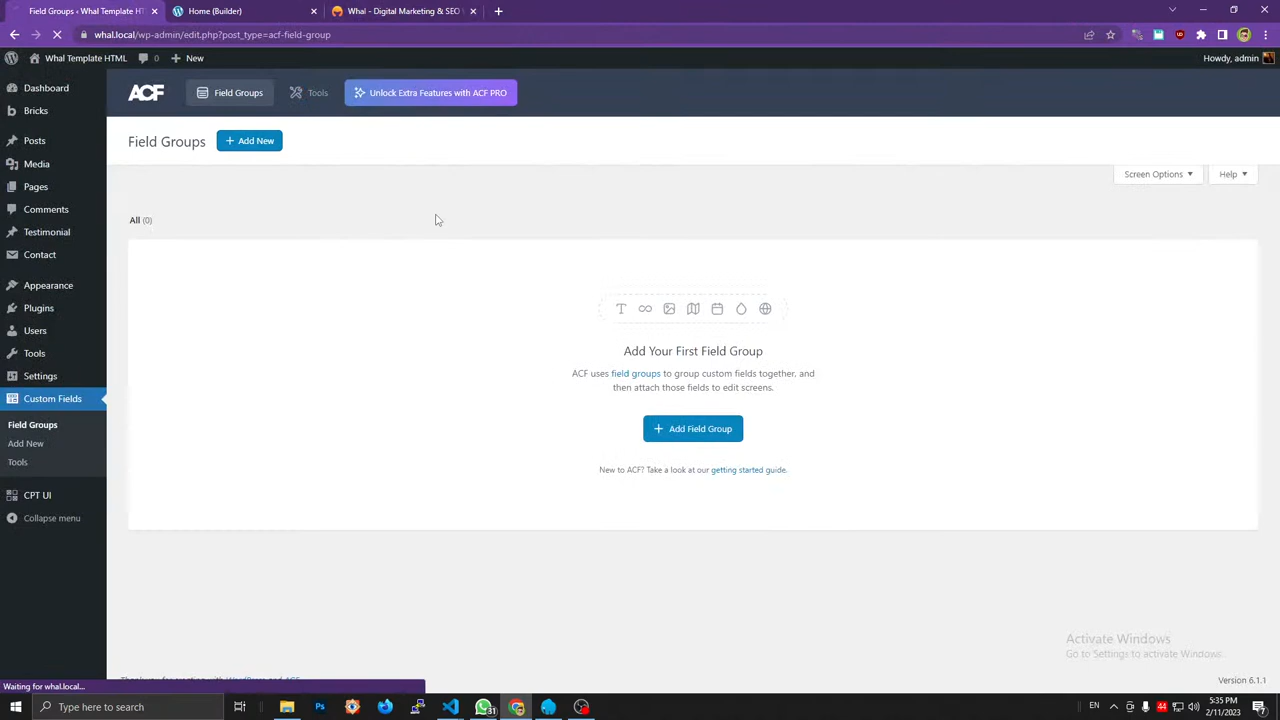 Field Groups ‹ Whal Template HT
Home (Builder)
Whal – Digital Marketing & SEO
whal.local/wp-admin/edit.php?post_type=acf-field-group
Whal Template HTML
0
New
Howdy, admin
Dashboard
Bricks
Posts
Media
Pages
Comments
Testimonial
Contact
Appearance
Plugins
Users
Tools
Settings
Custom Fields
Field Groups
Add New
Tools
CPT UI
Collapse menu
ACF
Field Groups
Tools
Unlock Extra Features with ACF PRO
Field Groups
+ Add New
Screen Options ▼
Help ▼
All (0)
Add Your First Field Group
ACF uses field groups to group custom fields together, and
then attach those fields to edit screens.
+ Add Field Group
New to ACF? Take a look at our getting started guide.
Activate Windows
Go to Settings to activate Windows.
Version 6.1.1
Waiting for whal.local...
Type here to search
31
EN
44
5:35 PM
2/11/2023